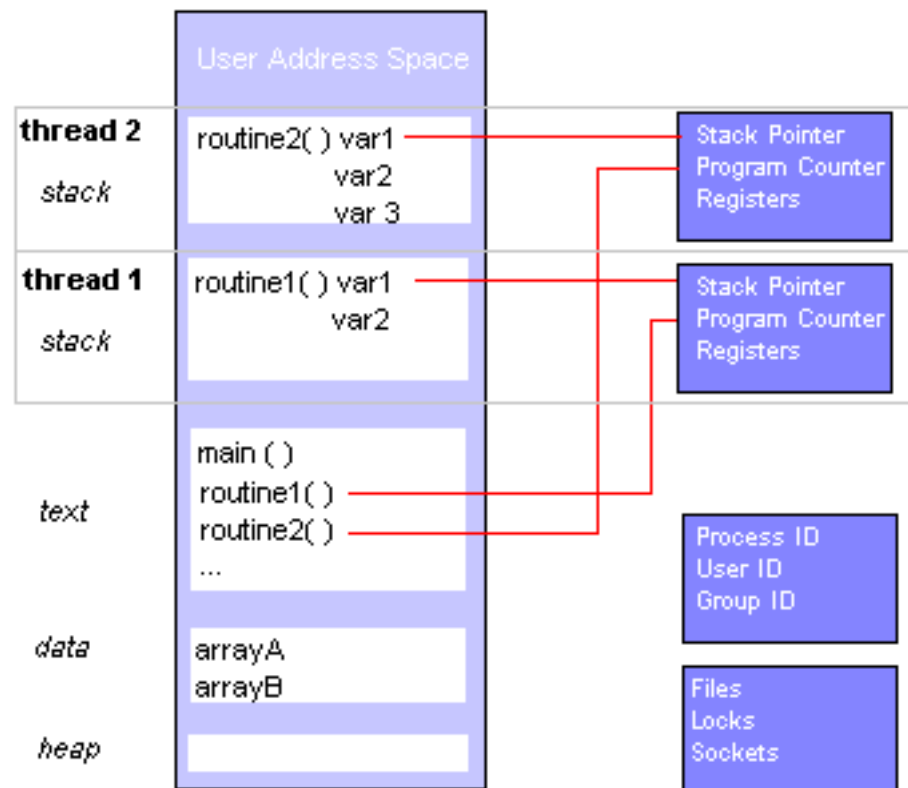 User Address Space
thread 2
stack
routine2( ) var1
var2
var 3
Stack Pointer
Program Counter
Registers
thread 1
stack
routine1( ) var1
var2
Stack Pointer
Program Counter
Registers
text
main ( )
routine1( )
routine2( )
...
Process ID
User ID
Group ID
data
arrayA
arrayB
Files
Locks
Sockets
heap